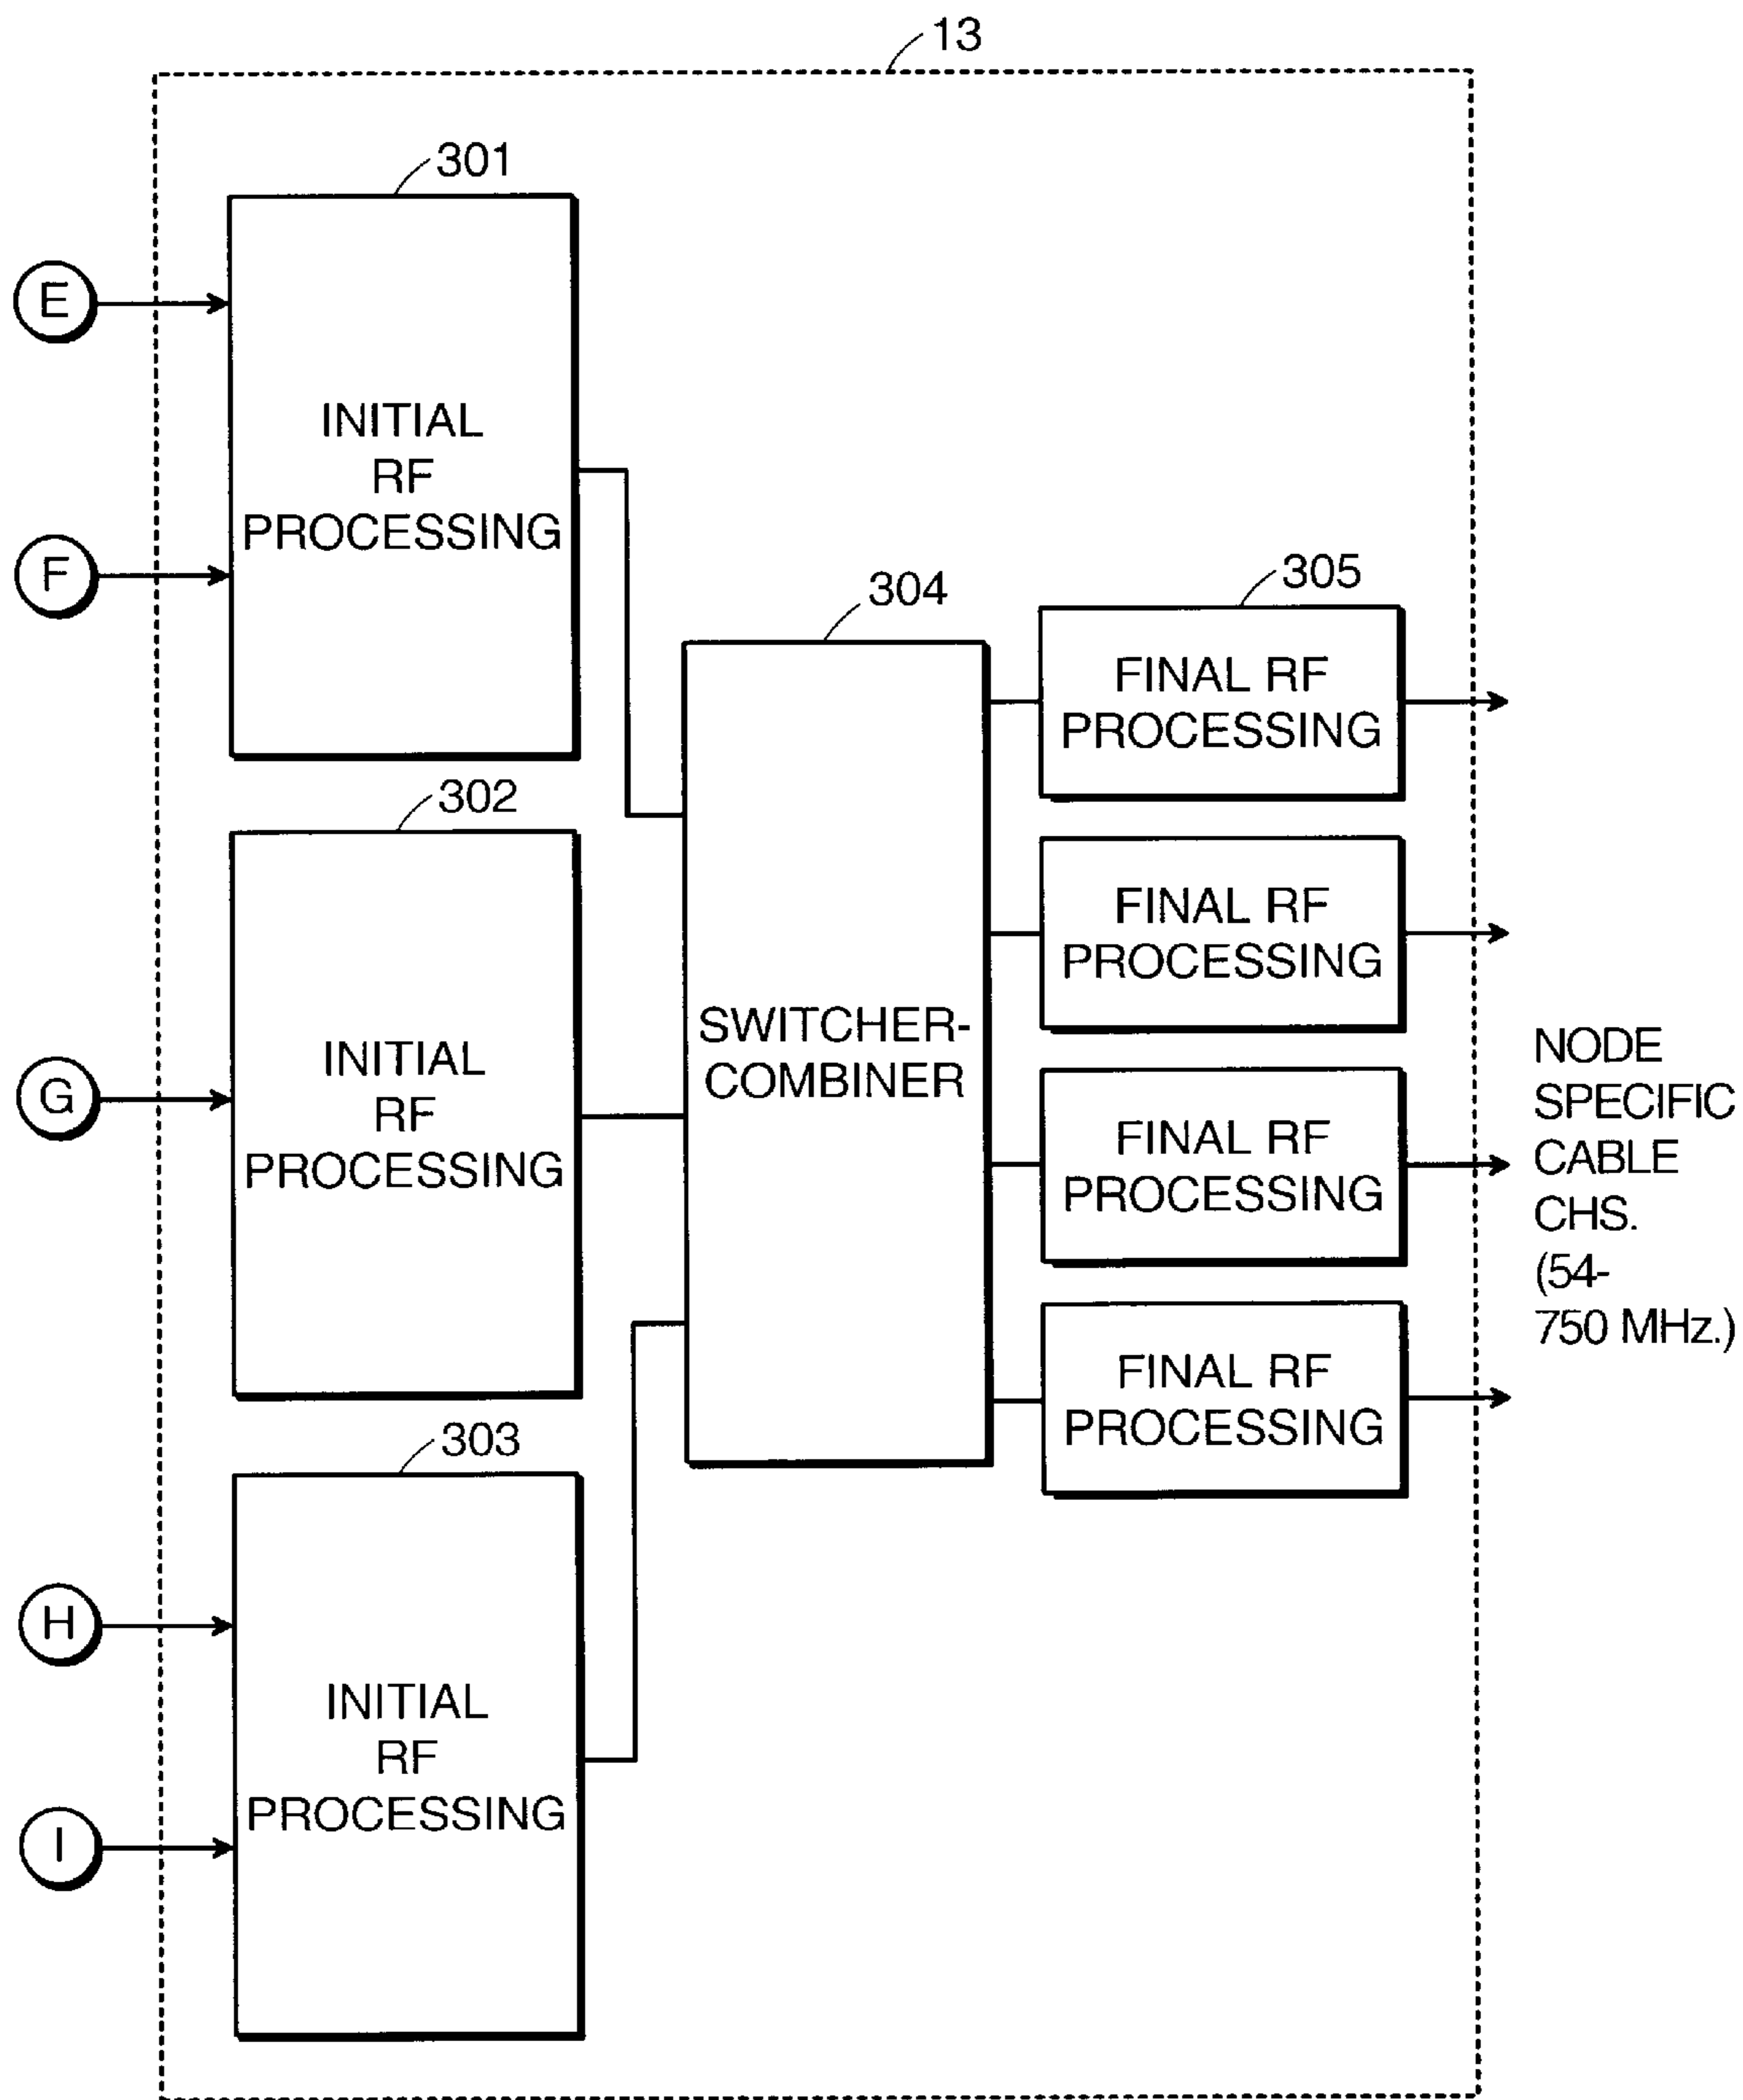 13
301
E
INITIAL
RF
PROCESSING
F
302
G
INITIAL
RF
PROCESSING
303
H
INITIAL
RF
PROCESSING
I
304
SWITCHER-
COMBINER
305
FINAL RF
PROCESSING
FINAL RF
PROCESSING
FINAL RF
PROCESSING
FINAL RF
PROCESSING
NODE
SPECIFIC
CABLE
CHS.
(54-
750 MHz.)